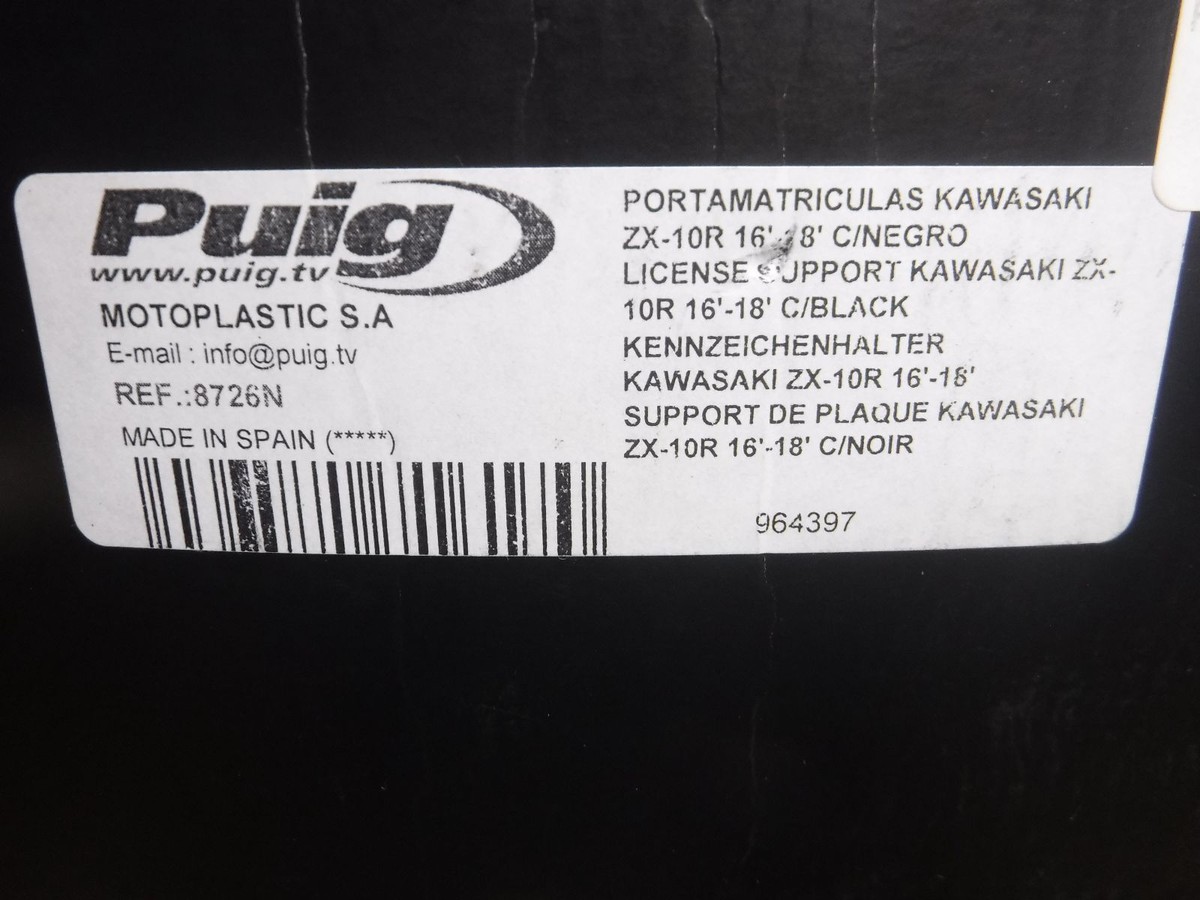 Puig
www.puig.tv
MOTOPLASTIC S.A
E-mail : info@puig.tv
REF.:8726N
MADE IN SPAIN (*****)
PORTAMATRICULAS KAWASAKI
ZX-10R 16'-18' C/NEGRO
LICENSE SUPPORT KAWASAKI ZX-
10R 16'-18' C/BLACK
KENNZEICHENHALTER
KAWASAKI ZX-10R 16'-18'
SUPPORT DE PLAQUE KAWASAKI
ZX-10R 16'-18' C/NOIR
964397